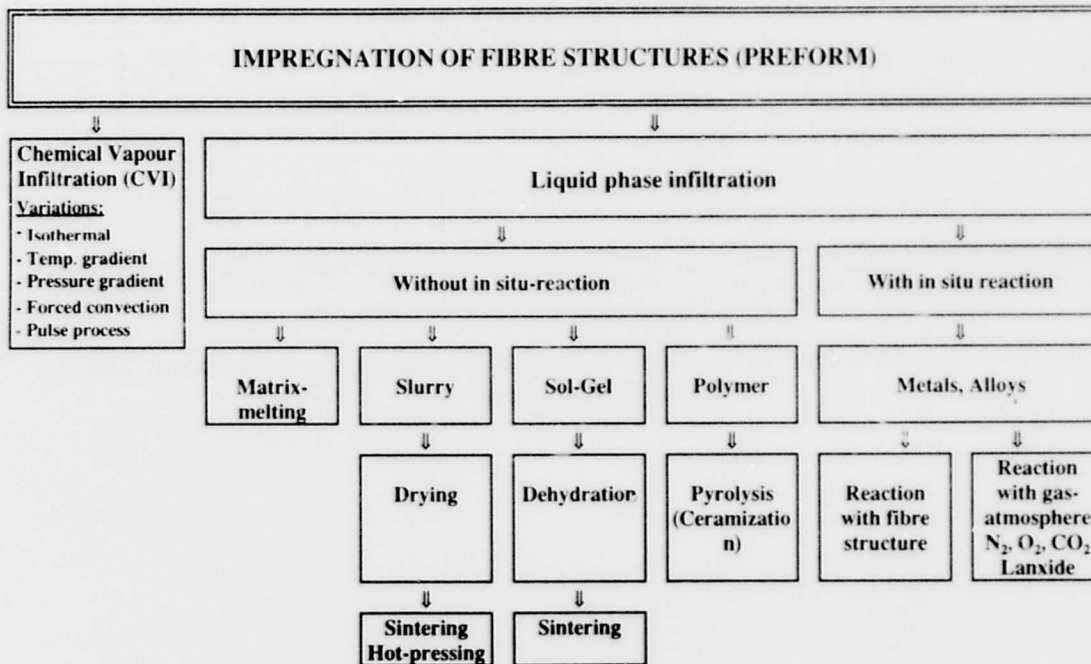 IMPREGNATION OF FIBRE STRUCTURES (PREFORM)
⇓ ⇓
Chemical Vapour
Infiltration (CVI)
Variations:
- Isothermal
- Temp. gradient
- Pressure gradient
- Forced convection
- Pulse process
Liquid phase infiltration
⇓ ⇓
Without in situ-reaction
With in situ reaction
⇓ ⇓ ⇓ ⇓ ⇓
Matrix-
melting
Slurry
Sol-Gel
Polymer
Metals, Alloys
⇓ ⇓ ⇓ ⇓ ⇓
Drying
Dehydration
Pyrolysis
(Ceramizatio
n)
Reaction
with fibre
structure
Reaction
with gas-
atmosphere
N₂, O₂, CO₂
Lanxide
⇓ ⇓
Sintering
Hot-pressing
Sintering